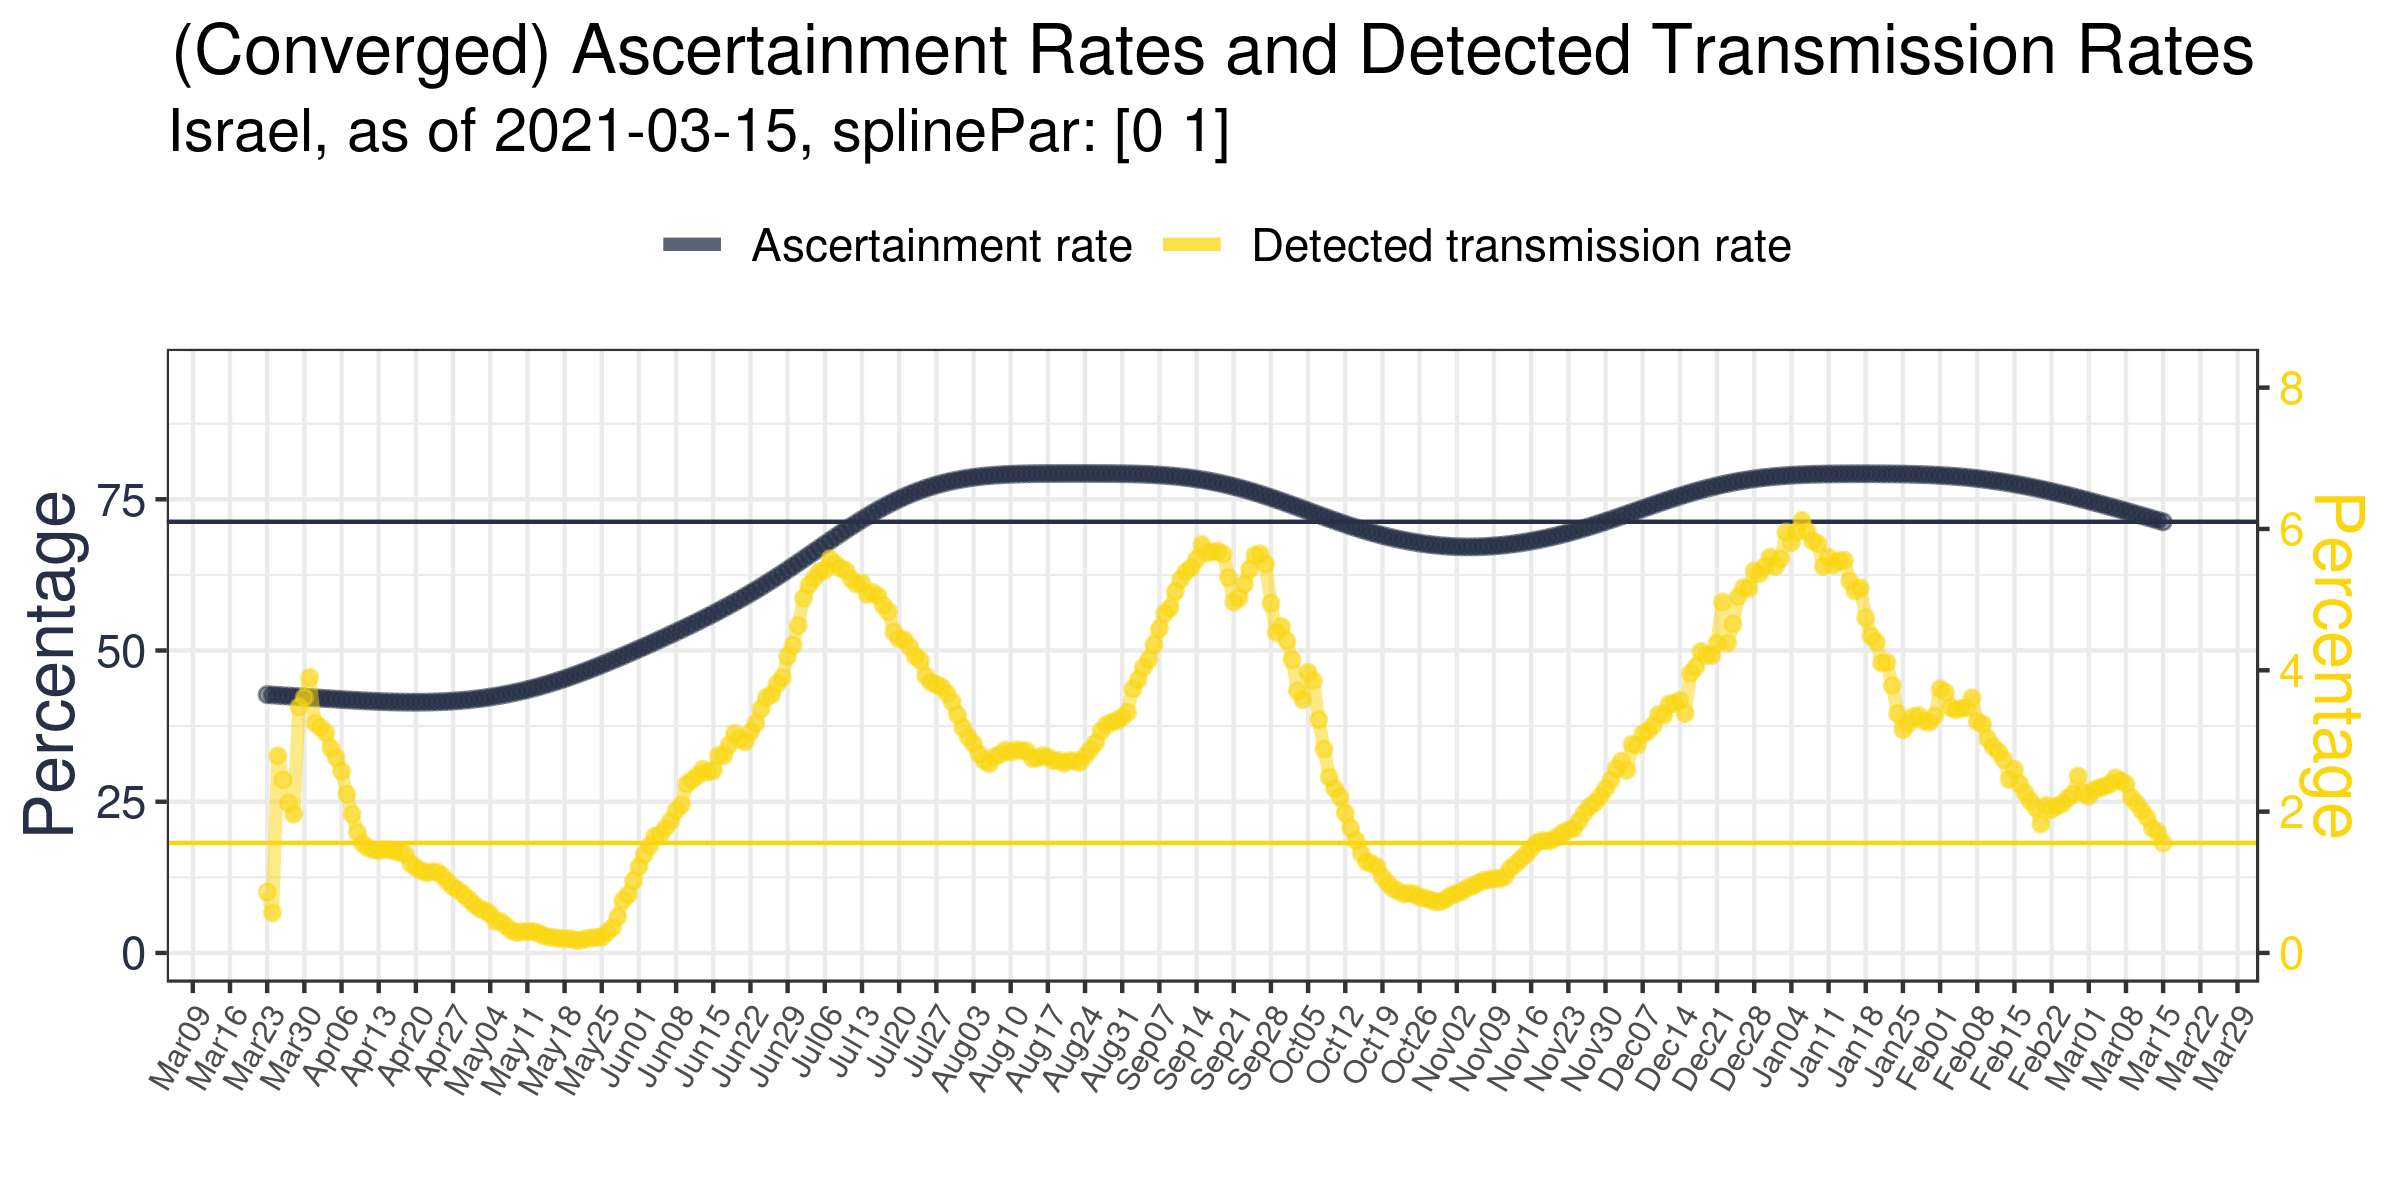 (Converged) Ascertainment Rates and Detected Transmission Rates
Israel, as of 2021-03-15, splinePar: [0 1]
Ascertainment rate Detected transmission rate
Percentage
75
50
25
0
8
6
4
2
0
Percentage
Mar09 Mar16 Mar23 Mar30 Apr06 Apr13 Apr20 Apr27 May04 May11 May18 May25 Jun01 Jun08 Jun15 Jun22 Jun29 Jul06 Jul13 Jul20 Jul27 Aug03 Aug10 Aug17 Aug24 Aug31 Sep07 Sep14 Sep21 Sep28 Oct05 Oct12 Oct19 Oct26 Nov02 Nov09 Nov16 Nov23 Nov30 Dec07 Dec14 Dec21 Dec28 Jan04 Jan11 Jan18 Jan25 Feb01 Feb08 Feb15 Feb22 Mar01 Mar08 Mar15 Mar22 Mar29